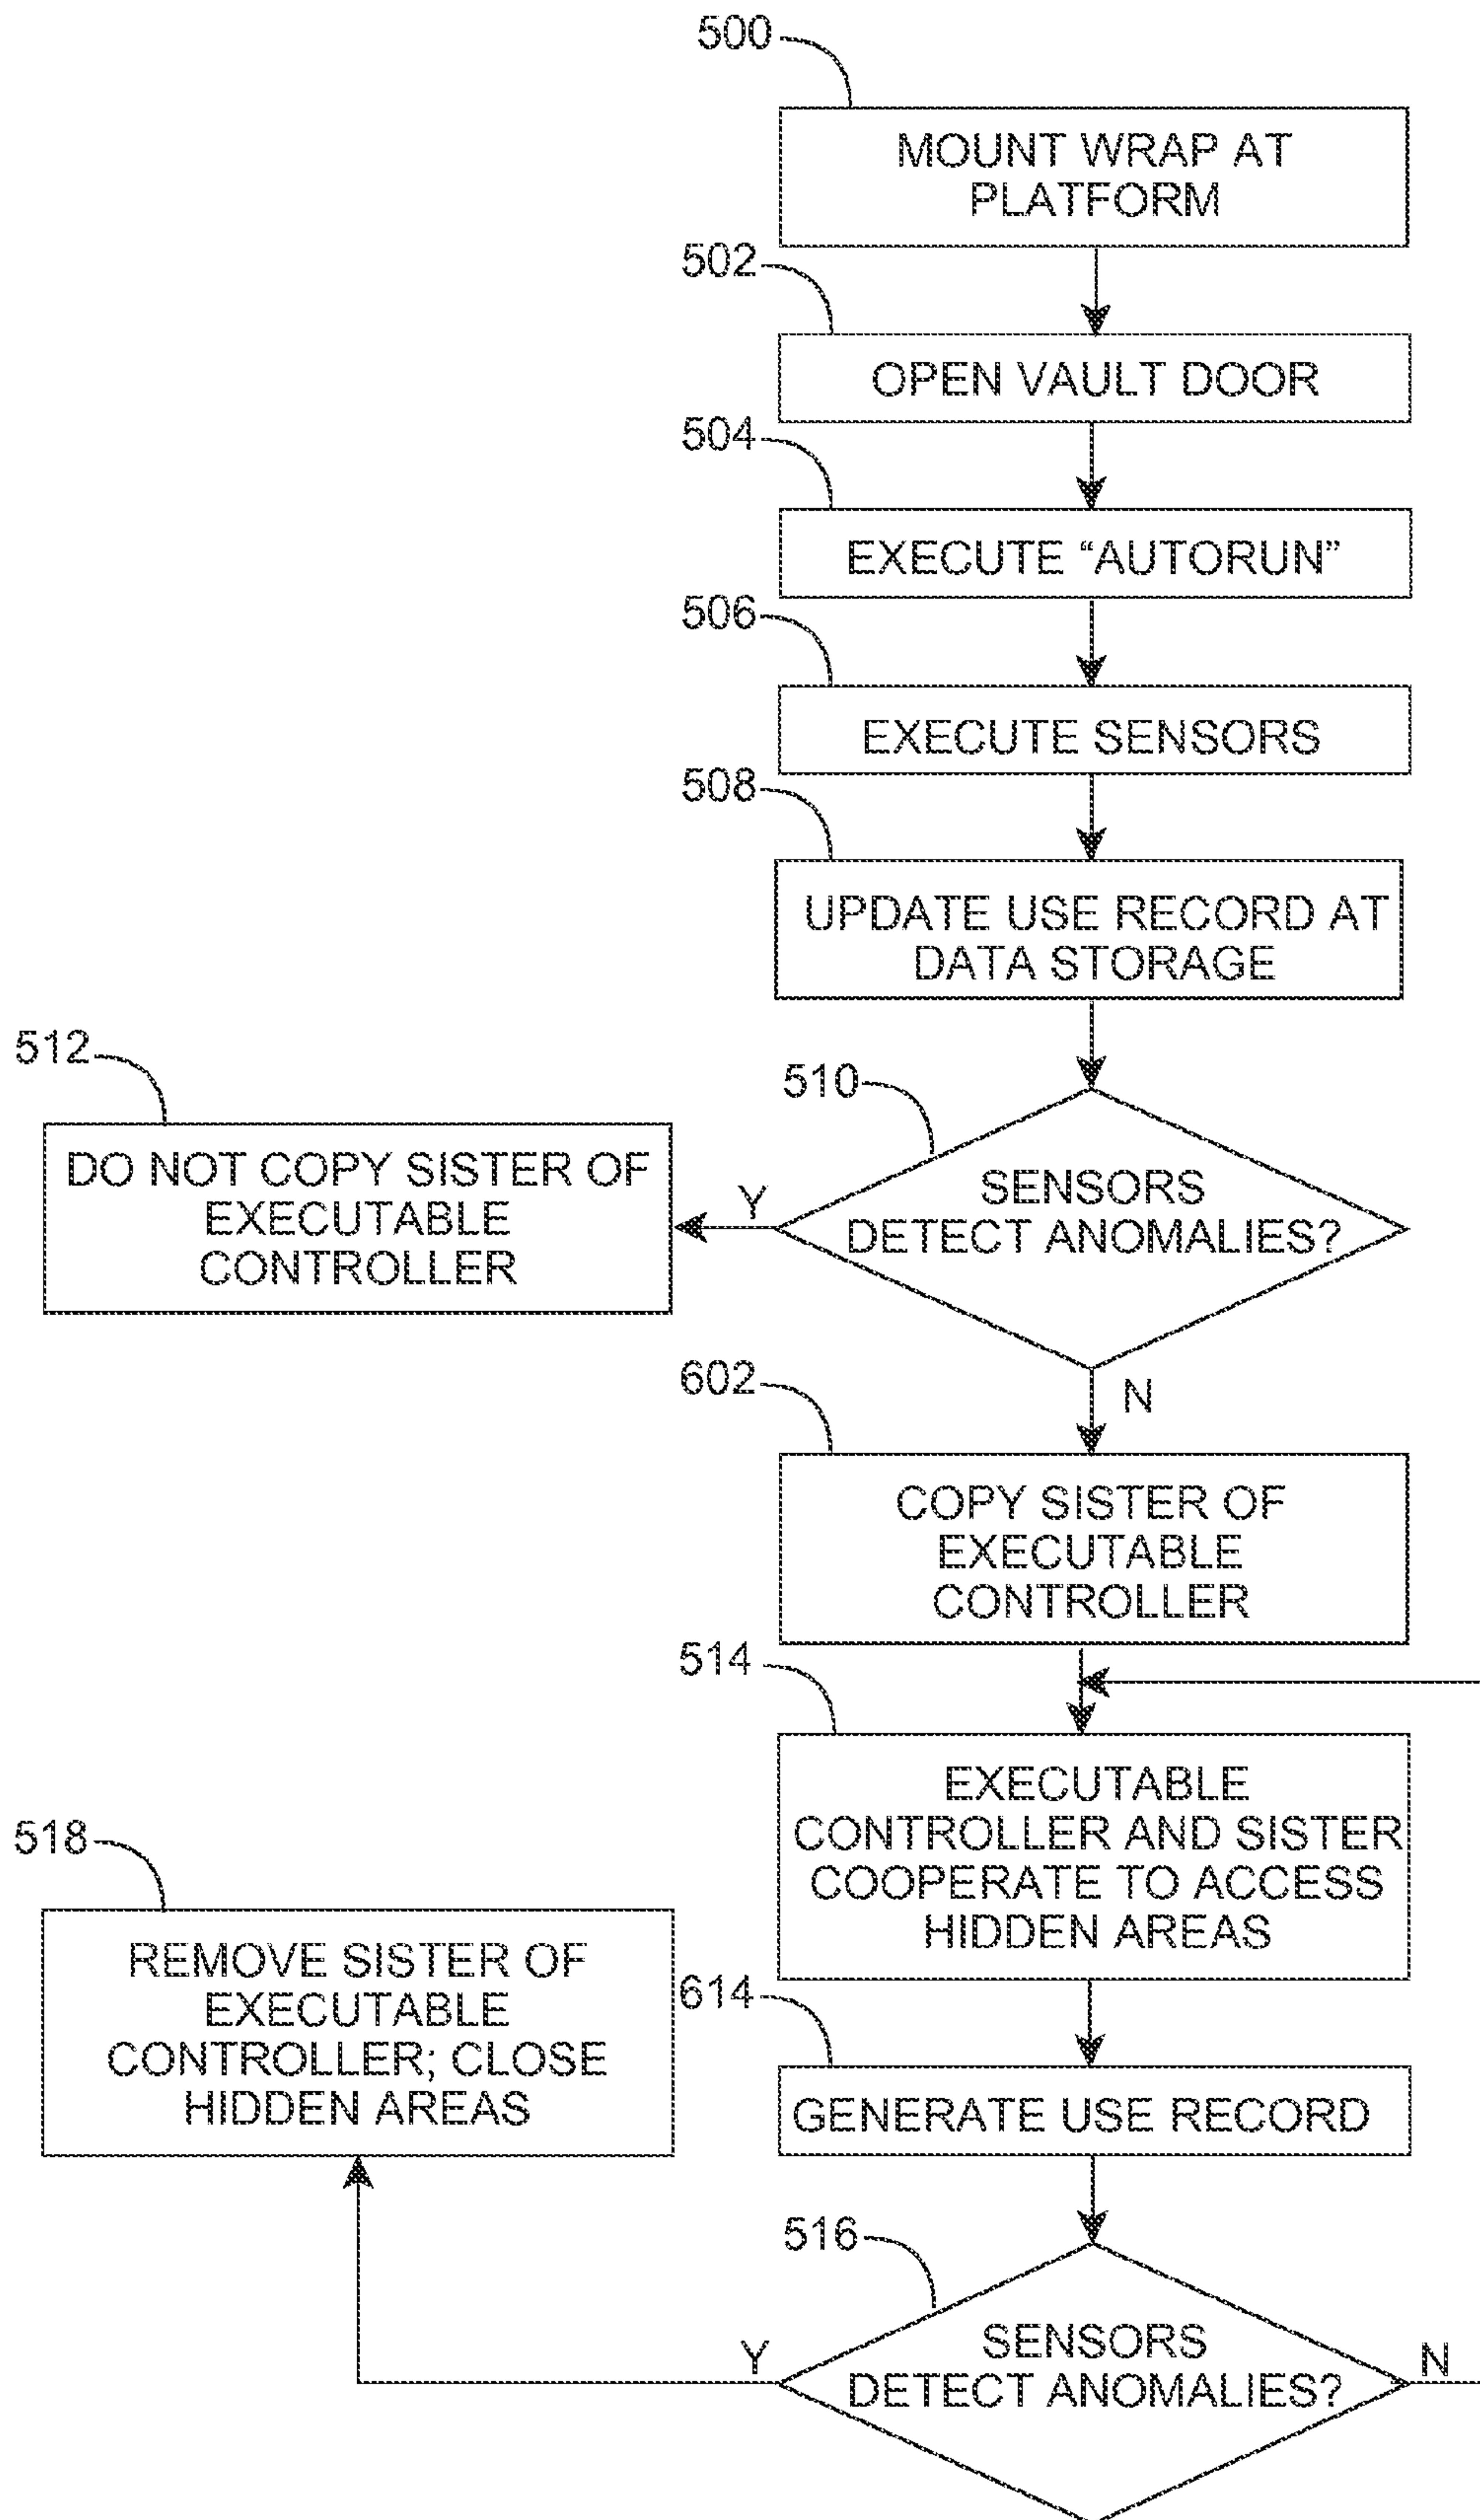 500
MOUNT WRAP AT
PLATFORM
502
OPEN VAULT DOOR
504
EXECUTE “AUTORUN”
506
EXECUTE SENSORS
508
UPDATE USE RECORD AT
DATA STORAGE
512
DO NOT COPY SISTER OF
EXECUTABLE
CONTROLLER
Y
510
SENSORS
DETECT ANOMALIES?
N
602
COPY SISTER OF
EXECUTABLE
CONTROLLER
514
EXECUTABLE
CONTROLLER AND SISTER
COOPERATE TO ACCESS
HIDDEN AREAS
518
REMOVE SISTER OF
EXECUTABLE
CONTROLLER; CLOSE
HIDDEN AREAS
614
GENERATE USE RECORD
516
Y
SENSORS
DETECT ANOMALIES?
N